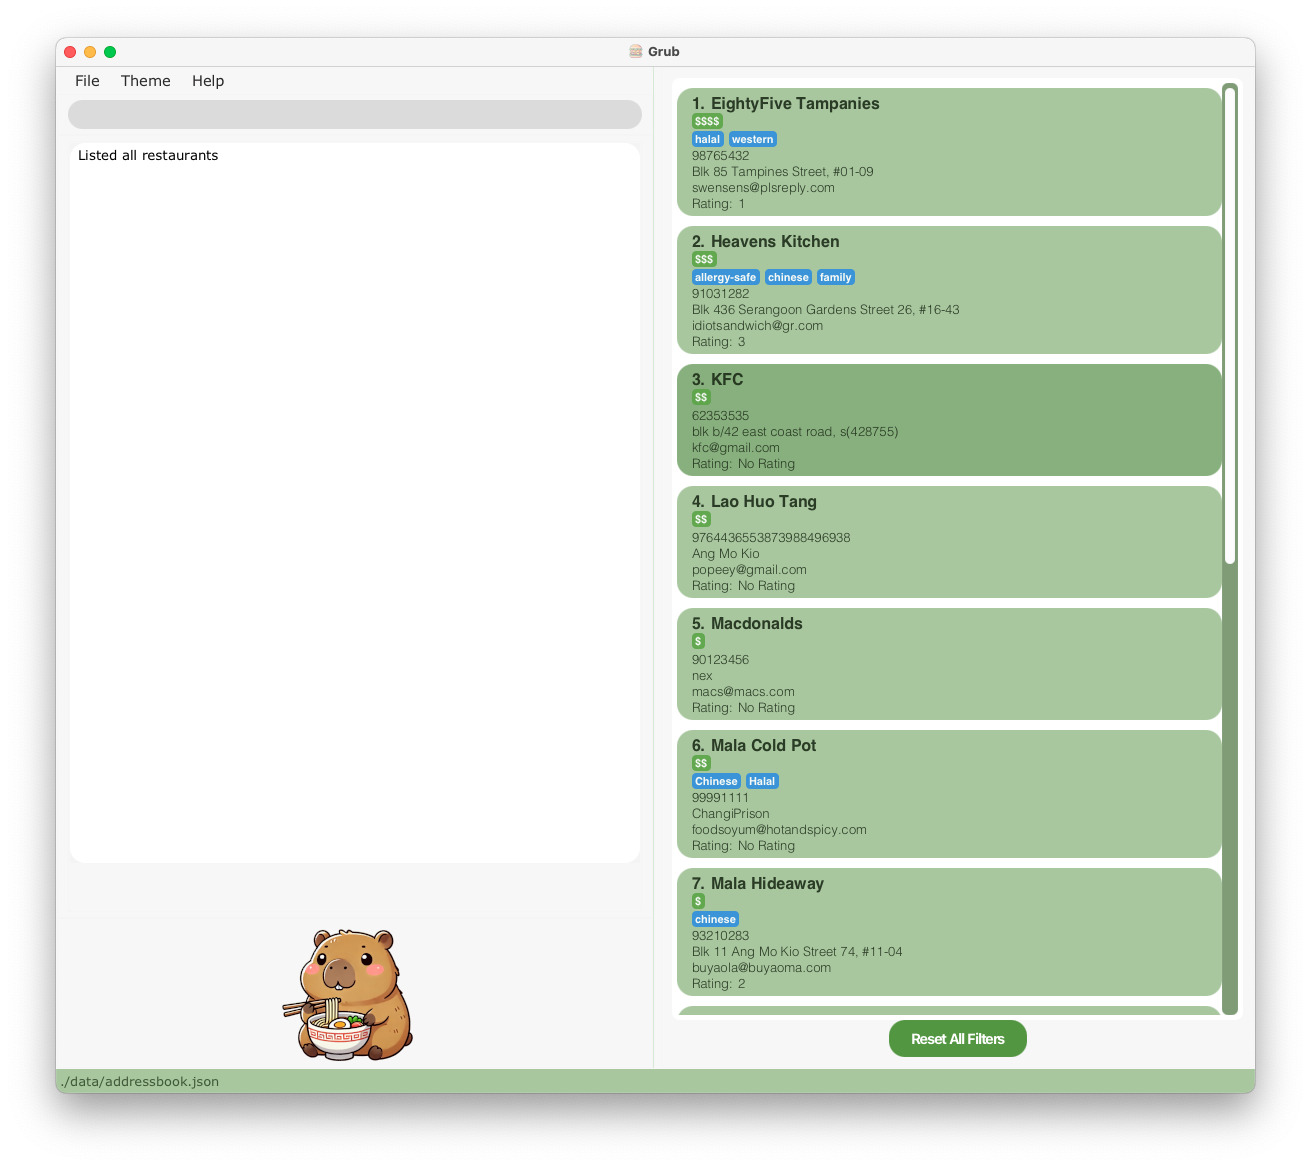 Grub
File Theme Help
Listed all restaurants
1. EightyFive Tampanies
$$$$
halal western
98765432
Blk 85 Tampines Street, #01-09
swensens@plsreply.com
Rating: 1
2. Heavens Kitchen
$$$
allergy-safe chinese family
91031282
Blk 436 Serangoon Gardens Street 26, #16-43
idiotsandwich@gr.com
Rating: 3
3. KFC
$$
62353535
blk b/42 east coast road, s(428755)
kfc@gmail.com
Rating: No Rating
4. Lao Huo Tang
$$
9764436553873988496938
Ang Mo Kio
popeey@gmail.com
Rating: No Rating
5. Macdonalds
$
90123456
nex
macs@macs.com
Rating: No Rating
6. Mala Cold Pot
$$
Chinese Halal
99991111
ChangiPrison
foodsoyum@hotandspicy.com
Rating: No Rating
7. Mala Hideaway
$
chinese
93210283
Blk 11 Ang Mo Kio Street 74, #11-04
buyaola@buyaoma.com
Rating: 2
Reset All Filters
./data/addressbook.json